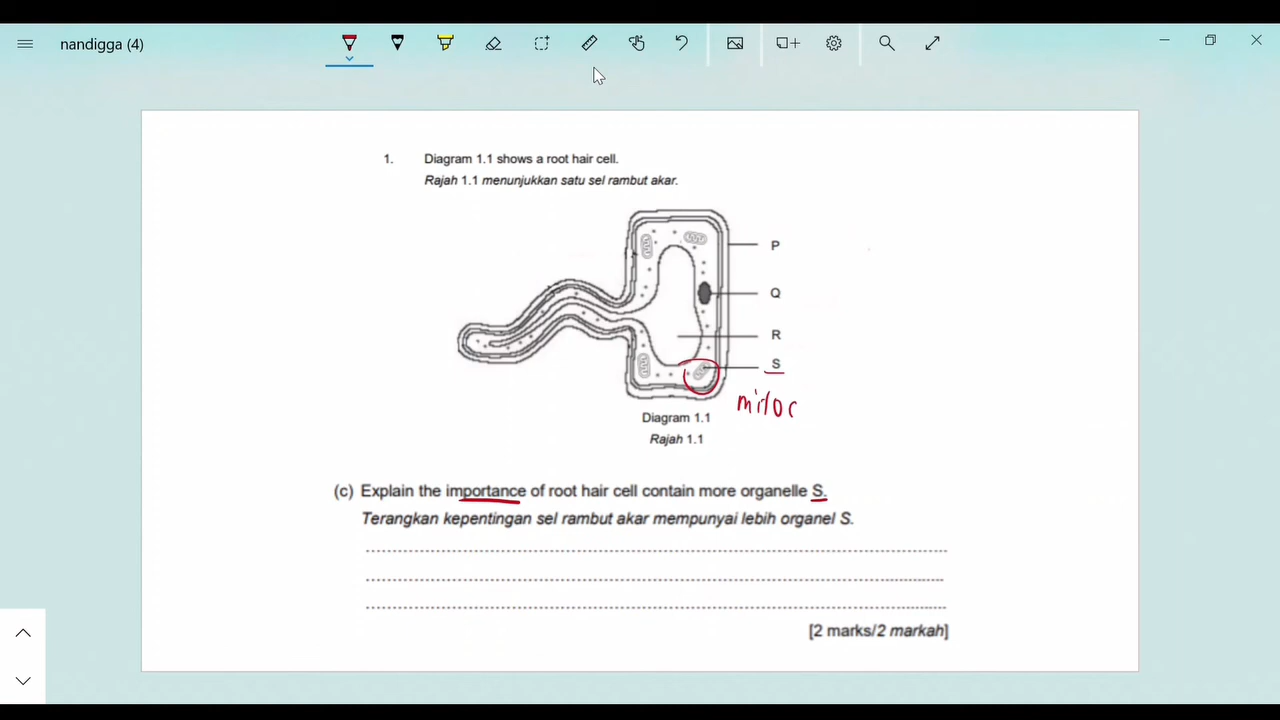 nandigga (4)
1. Diagram 1.1 shows a root hair cell.
Rajah 1.1 menunjukkan satu sel rambut akar.
P
Q
R
S
Diagram 1.1
Rajah 1.1
(c) Explain the importance of root hair cell contain more organelle S.
Terangkan kepentingan sel rambut akar mempunyai lebih organel S.
[2 marks/2 markah]